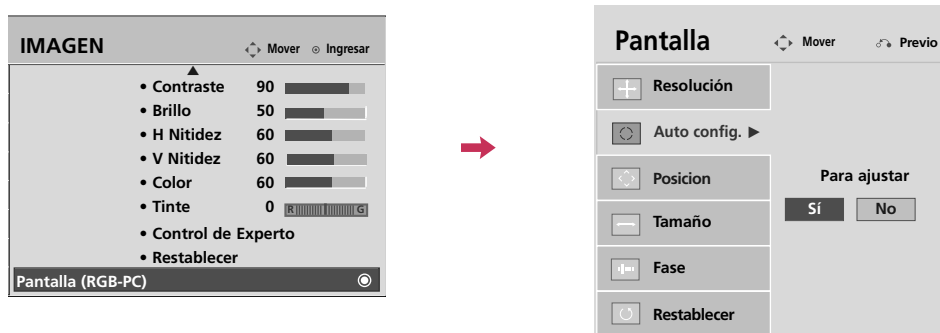 IMAGEN
Mover
Ingresar
• Contraste 90
• Brillo 50
• H Nitidez 60
• V Nitidez 60
• Color 60
• Tinte 0 R G
• Control de Experto
• Restablecer
Pantalla (RGB-PC)
Pantalla
Mover
Previo
Resolución
Auto config. ►
Posicion
Tamaño
Fase
Restablecer
Para ajustar
Sí No